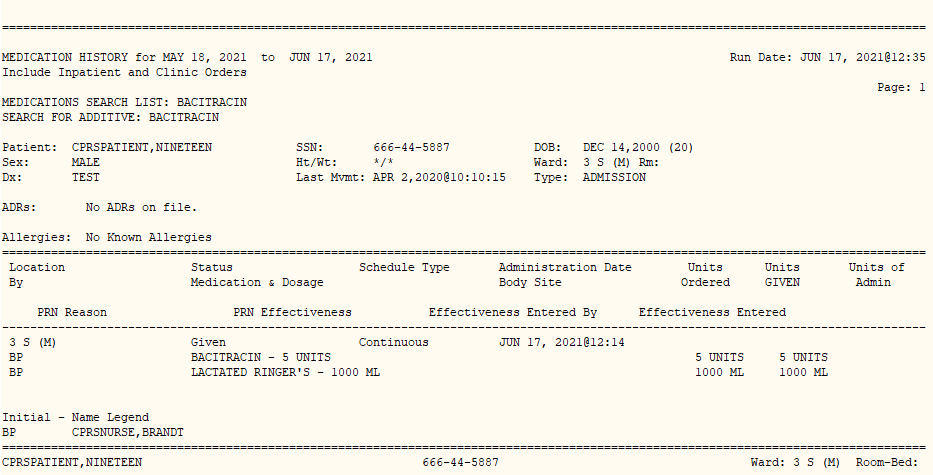 MEDICATION HISTORY for MAY 18, 2021 to JUN 17, 2021 Run Date: JUN 17, 2021@12:35
Include Inpatient and Clinic Orders
Page: 1
MEDICATIONS SEARCH LIST: BACITRACIN
SEARCH FOR ADDITIVE: BACITRACIN
Patient: CPRSPATIENT,NINETEEN SSN: 666-44-5887 DOB: DEC 14,2000 (20)
Sex: MALE Ht/Wt: */* Ward: 3 S (M) Rm:
Dx: TEST Last Mvmt: APR 2,2020@10:10:15 Type: ADMISSION
ADRs: No ADRs on file.
Allergies: No Known Allergies
Location Status Schedule Type Administration Date Units Units Units of
By Medication & Dosage Body Site Ordered GIVEN Admin
PRN Reason PRN Effectiveness Effectiveness Entered By Effectiveness Entered
3 S (M) Given Continuous JUN 17, 2021@12:14
BP BACITRACIN - 5 UNITS 5 UNITS 5 UNITS
BP LACTATED RINGER'S - 1000 ML 1000 ML 1000 ML
Initial - Name Legend
BP CPRSNURSE,BRANDT
CPRSPATIENT,NINETEEN 666-44-5887 Ward: 3 S (M) Room-Bed: